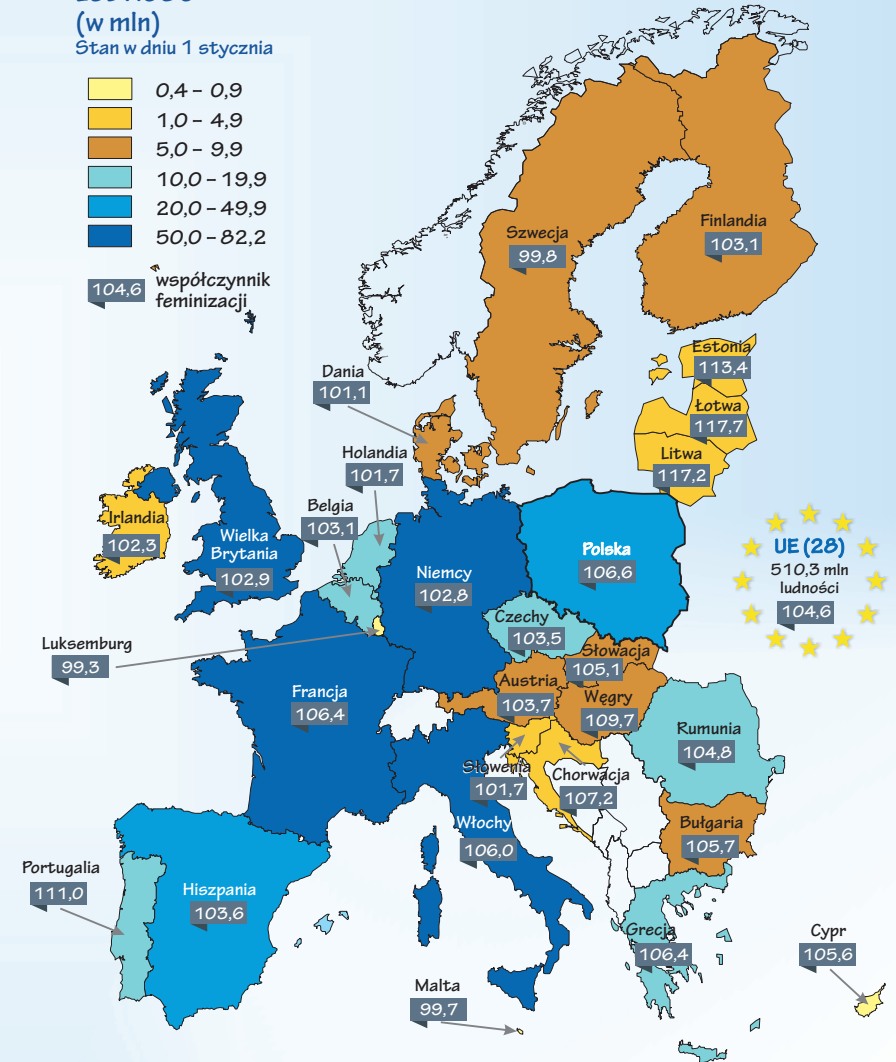 (w mln)
Stan w dniu 1 stycznia
0,4 – 0,9
1,0 – 4,9
5,0 – 9,9
10,0 – 19,9
20,0 – 49,9
50,0 – 82,2
104,6
współczynnik
feminizacji
Szwecja
99,8
Finlandia
103,1
Estonia
113,4
Łotwa
117,7
Litwa
117,2
Dania
101,1
Holandia
101,7
Belgia
103,1
Irlandia
102,3
Wielka
Brytania
102,9
Niemcy
102,8
Polska
106,6
UE (28)
510,3 mln
ludności
104,6
Luksemburg
99,3
Czechy
103,5
Słowacja
105,1
Austria
103,7
Węgry
109,7
Francja
106,4
Rumunia
104,8
Słowenia
101,7
Chorwacja
107,2
Włochy
106,0
Bułgaria
105,7
Portugalia
111,0
Hiszpania
103,6
Grecja
106,4
Cypr
105,6
Malta
99,7